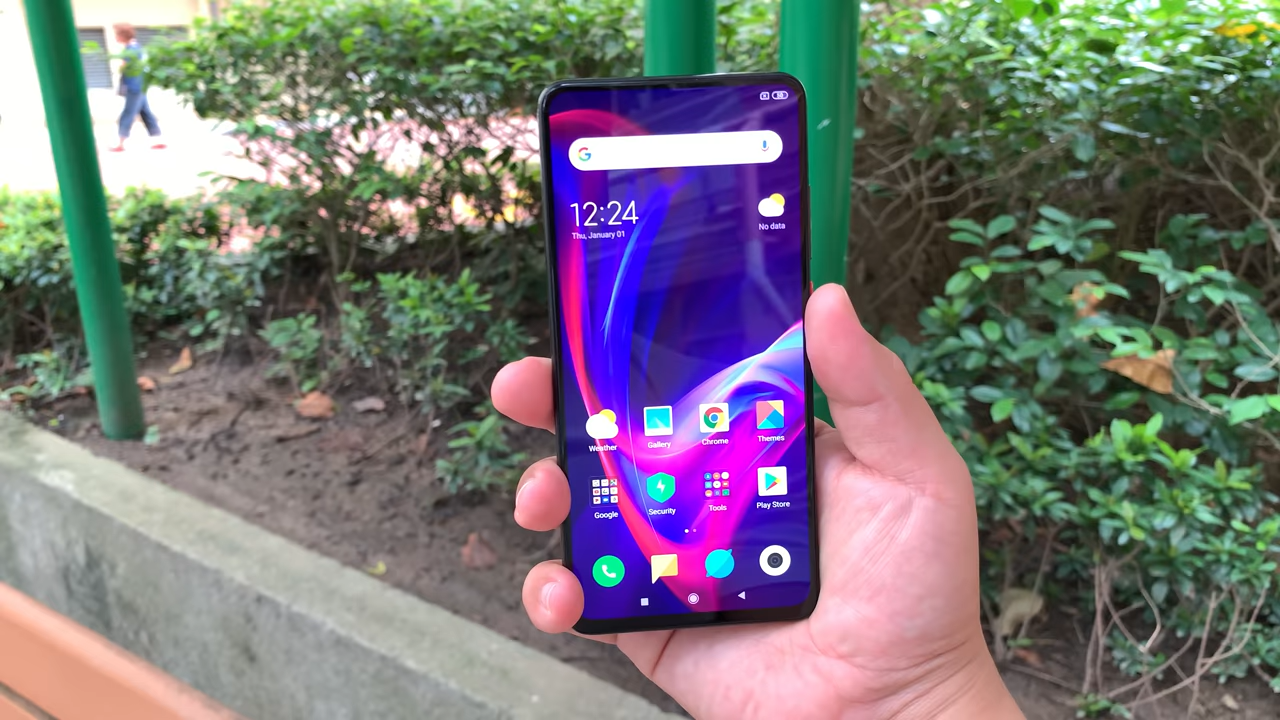 12:24
Thu, January 01
No data
Weather
Gallery
Chrome
Themes
Google
Security
Tools
Play Store